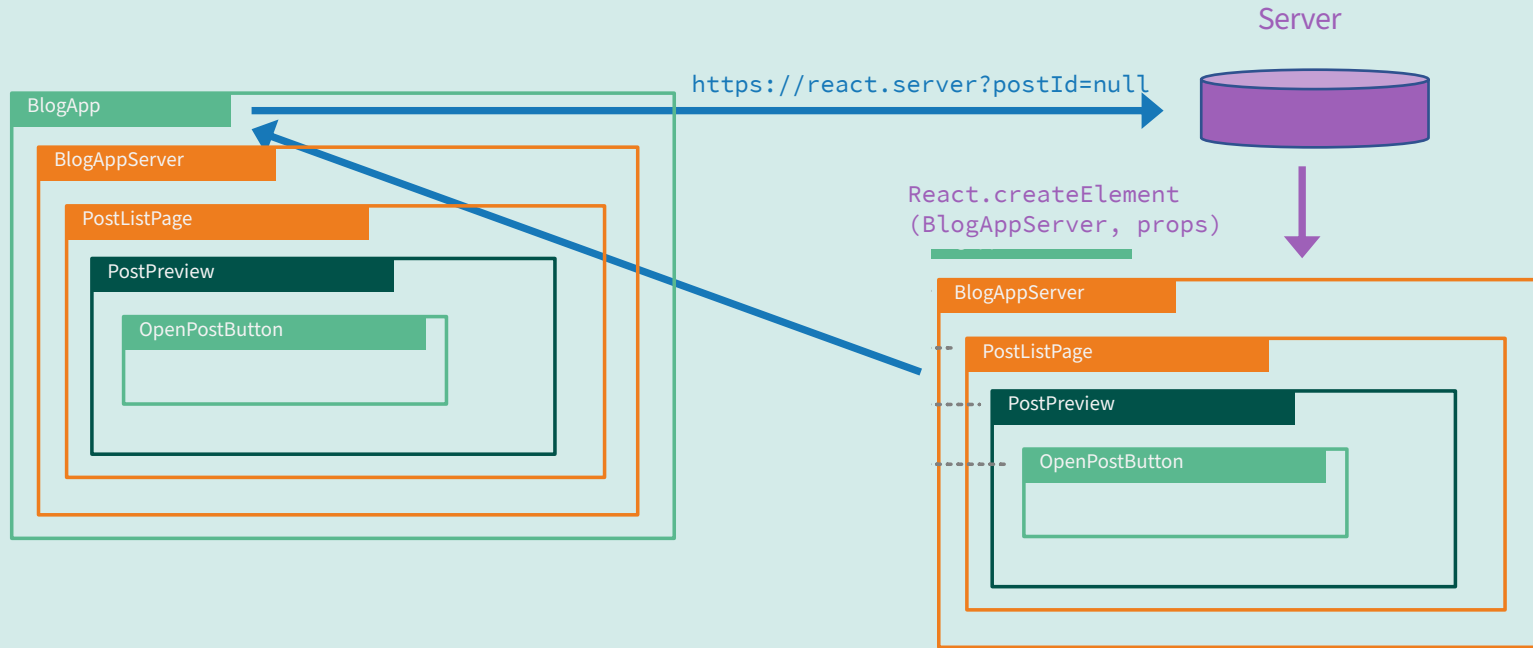 Server
https://react.server?postId=null
BlogApp
BlogAppServer
PostListPage
PostPreview
OpenPostButton
React.createElement
(BlogAppServer, props)
BlogAppServer
PostListPage
PostPreview
OpenPostButton